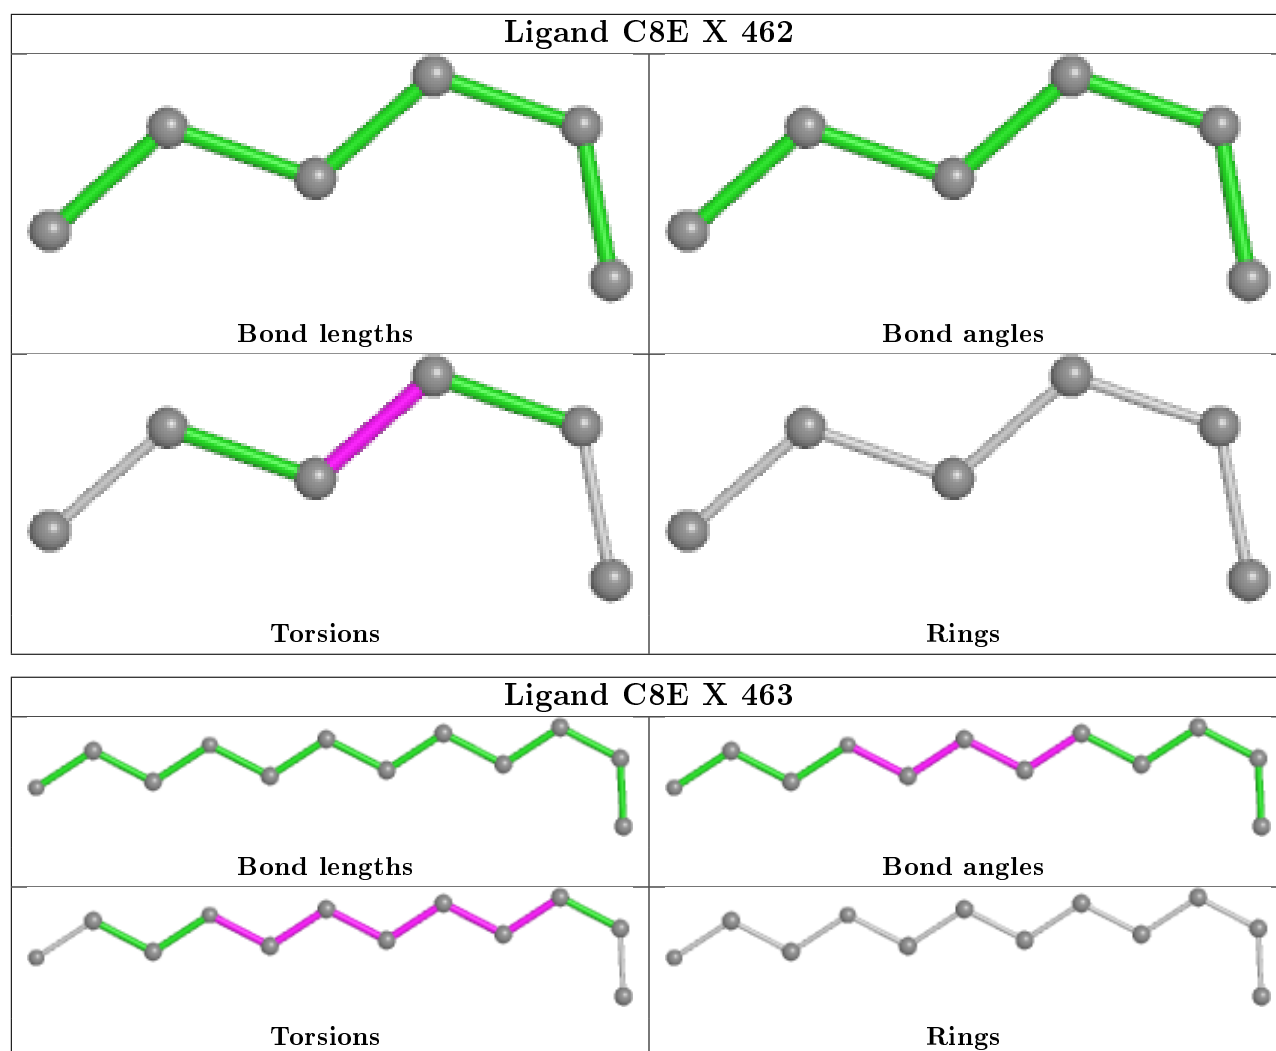 Ligand C8E X 462
Bond lengths
Bond angles
Torsions
Rings
Ligand C8E X 463
Bond lengths
Bond angles
Torsions
Rings